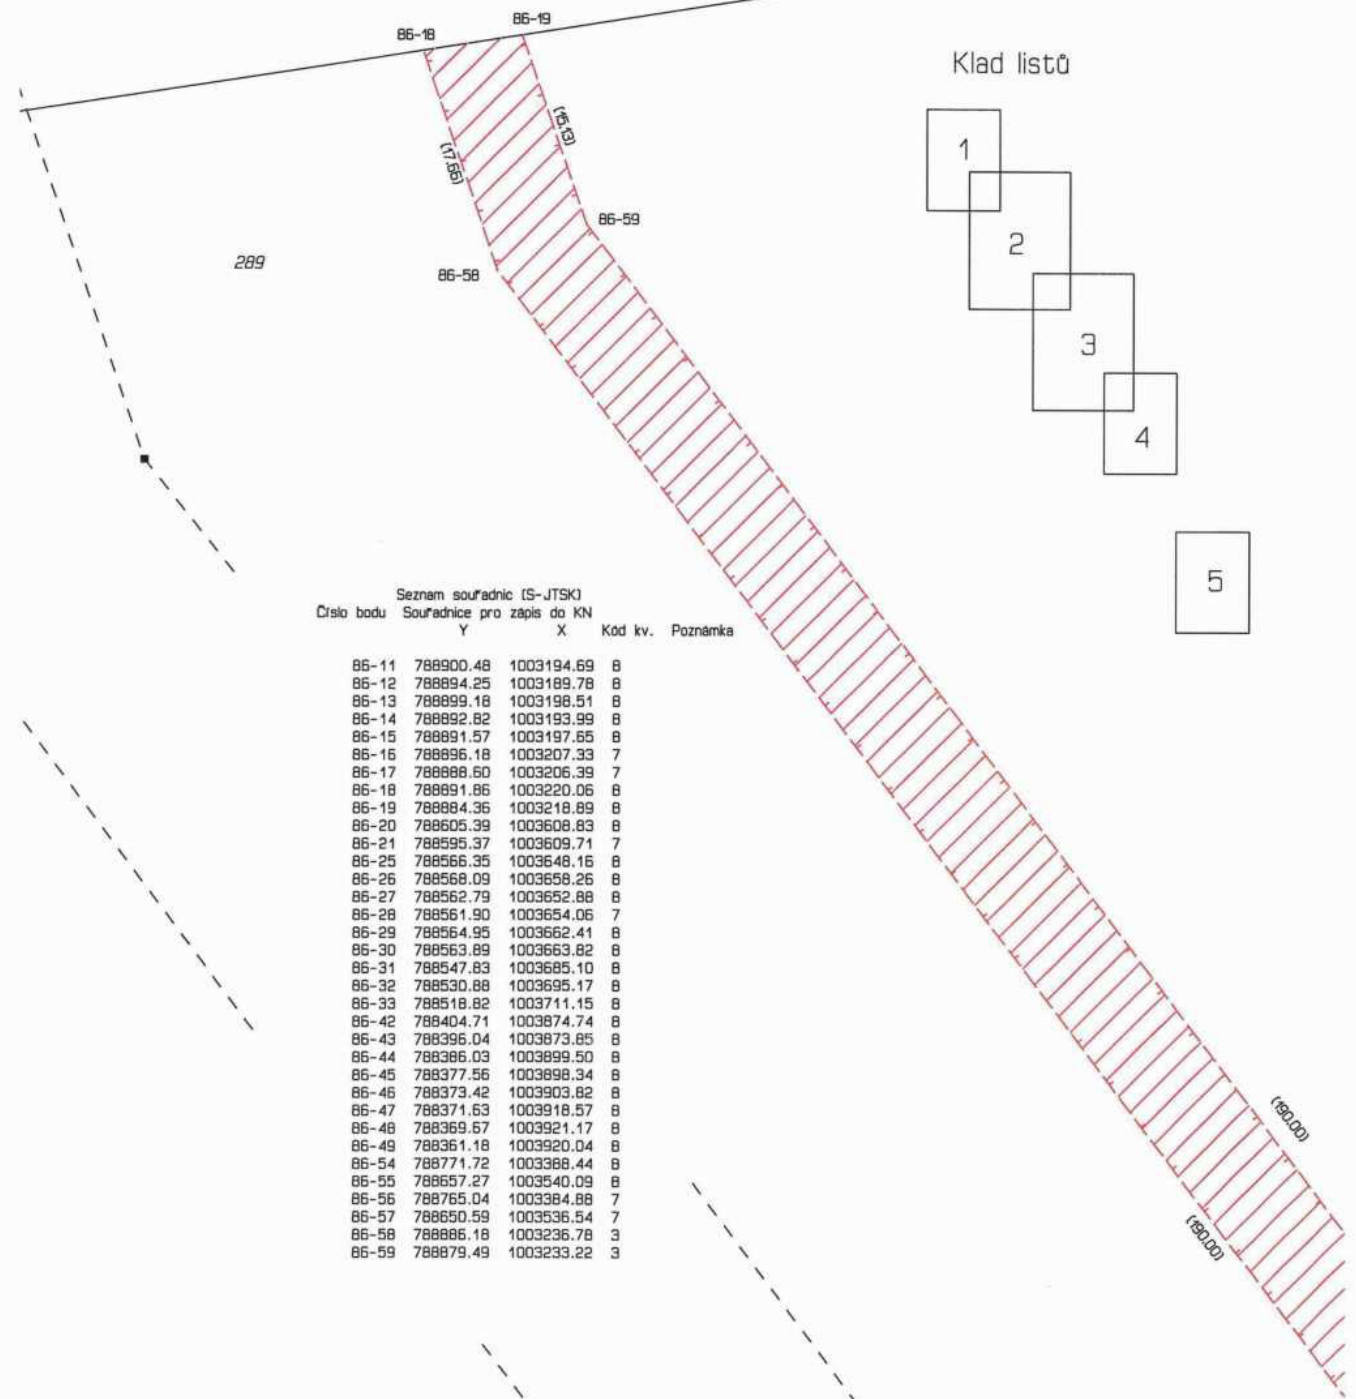 86-19
86-18
Klad listů
(15.13)
1
(17.66)
86-59
2
289
86-58
3
4
5
Seznam souřadnic (S-JTSK)
Číslo bodu Souřadnice pro zápis do KN
Y X Kód kv. Poznámka
86-11 788900.48 1003194.69 8
86-12 788894.25 1003189.78 8
86-13 788899.18 1003198.51 8
86-14 788892.82 1003193.99 8
86-15 788891.57 1003197.65 8
86-16 788896.18 1003207.33 7
86-17 788888.60 1003206.39 7
86-18 788891.86 1003220.06 8
86-19 788884.36 1003218.89 8
86-20 788605.39 1003608.83 8
86-21 788595.37 1003609.71 7
86-25 788566.35 1003648.16 8
86-26 788568.09 1003658.26 8
86-27 788562.79 1003652.88 8
86-28 788561.90 1003654.06 7
86-29 788564.95 1003662.41 8
86-30 788563.89 1003663.82 8
86-31 788547.83 1003685.10 8
86-32 788530.88 1003695.17 8
86-33 788518.82 1003711.15 8
86-42 788404.71 1003874.74 8
86-43 788396.04 1003873.85 8
86-44 788386.03 1003899.50 8
86-45 788377.56 1003898.34 8
86-46 788373.42 1003903.82 8
86-47 788371.63 1003918.57 8
86-48 788369.67 1003921.17 8
86-49 788361.18 1003920.04 8
86-54 788771.72 1003388.44 8
86-55 788657.27 1003540.09 8
86-56 788765.04 1003384.88 7
86-57 788650.59 1003536.54 7
86-58 788886.18 1003236.78 3
86-59 788879.49 1003233.22 3
(190.00)
(190.00)